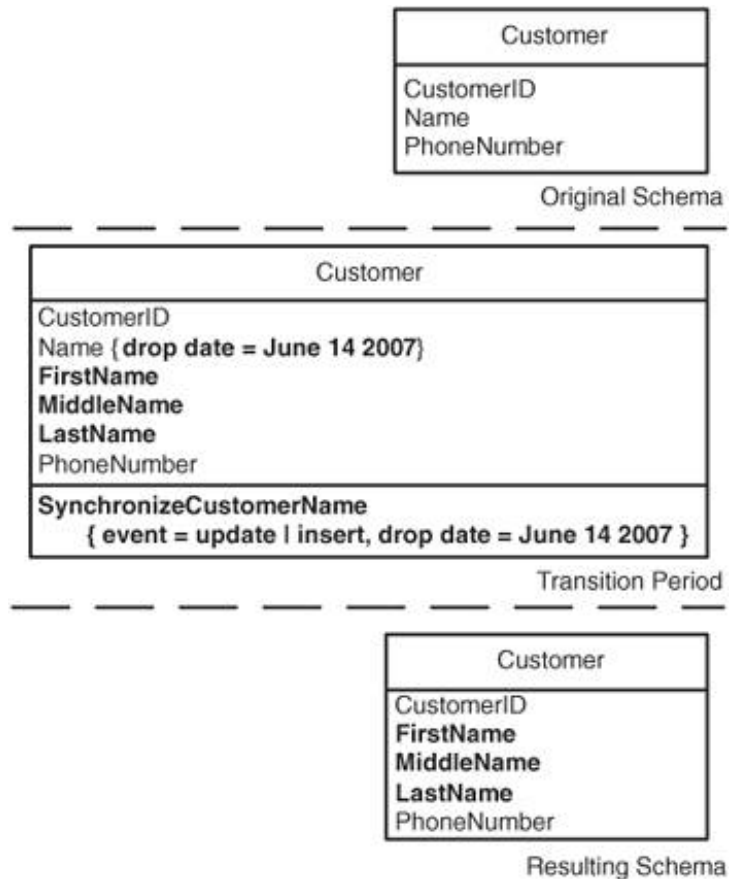 Customer
CustomerID
Name
PhoneNumber
Original Schema
Customer
CustomerID
Name {drop date = June 14 2007}
FirstName
MiddleName
LastName
PhoneNumber
SynchronizeCustomerName
{ event = update | insert, drop date = June 14 2007 }
Transition Period
Customer
CustomerID
FirstName
MiddleName
LastName
PhoneNumber
Resulting Schema